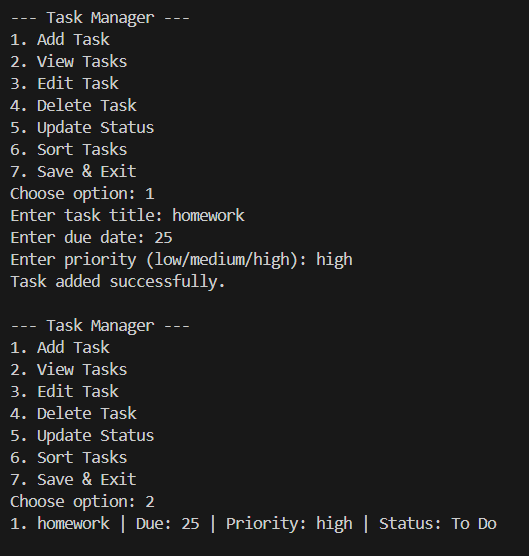 --- Task Manager ---
1. Add Task
2. View Tasks
3. Edit Task
4. Delete Task
5. Update Status
6. Sort Tasks
7. Save & Exit
Choose option: 1
Enter task title: homework
Enter due date: 25
Enter priority (low/medium/high): high
Task added successfully.

--- Task Manager ---
1. Add Task
2. View Tasks
3. Edit Task
4. Delete Task
5. Update Status
6. Sort Tasks
7. Save & Exit
Choose option: 2
1. homework | Due: 25 | Priority: high | Status: To Do